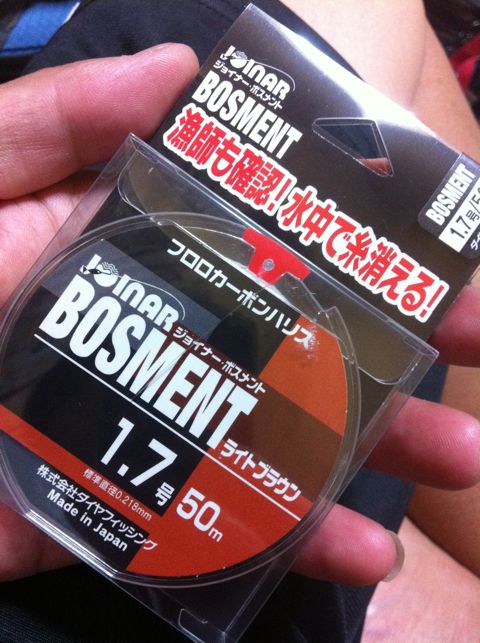 JOINAR
ジョイナー・ボスメント
BOSMENT
漁師も確認!水中で糸消える!
BOSMENT
1.7号
フロロカーボンハリス
JOINAR
ジョイナー・ボスメント
BOSMENT
ライトブラウン
1.7号 50m
標準直径0.218mm
株式会社ダイヤフィッシング
Made in Japan